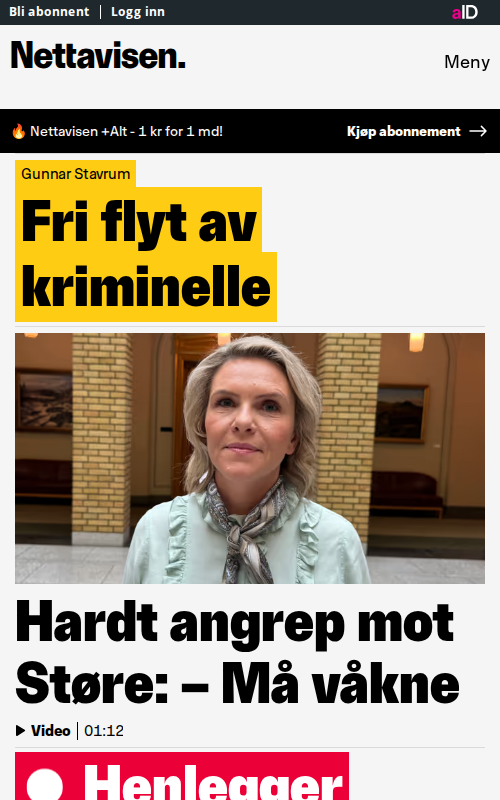 Bli abonnent | Logg inn
aID
Nettavisen.
Meny
🔥 Nettavisen +Alt - 1 kr for 1 md!
Kjøp abonnement →
Gunnar Stavrum
Fri flyt av
kriminelle
Hardt angrep mot
Støre: – Må våkne
Video | 01:12
Henlegger